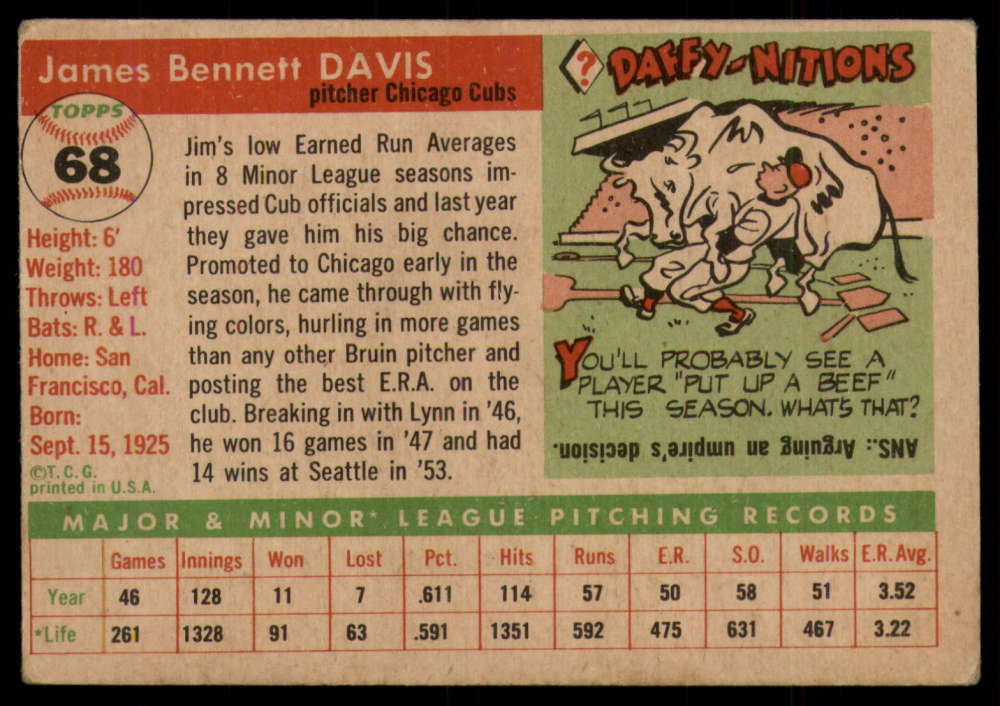 James Bennett DAVIS
pitcher Chicago Cubs
TOPPS
68
Height: 6'
Weight: 180
Throws: Left
Bats: R. & L.
Home: San
Francisco, Cal.
Born:
Sept. 15, 1925
©T. C. G.
printed in U.S.A.
Jim's low Earned Run Averages
in 8 Minor League seasons im-
pressed Cub officials and last year
they gave him his big chance.
Promoted to Chicago early in the
season, he came through with fly-
ing colors, hurling in more games
than any other Bruin pitcher and
posting the best E.R.A. on the
club. Breaking in with Lynn in '46,
he won 16 games in '47 and had
14 wins at Seattle in '53.
? DAFFY-NITIONS
YOU'LL PROBABLY SEE A
PLAYER "PUT UP A BEEF"
THIS SEASON. WHAT'S THAT?
ANS.: Arguing an umpire's decision.
MAJOR & MINOR* LEAGUE PITCHING RECORDS
Games Innings Won Lost Pct. Hits Runs E.R. S.O. Walks E.R. Avg.
Year 46 128 11 7 .611 114 57 50 58 51 3.52
*Life 261 1328 91 63 .591 1351 592 475 631 467 3.22